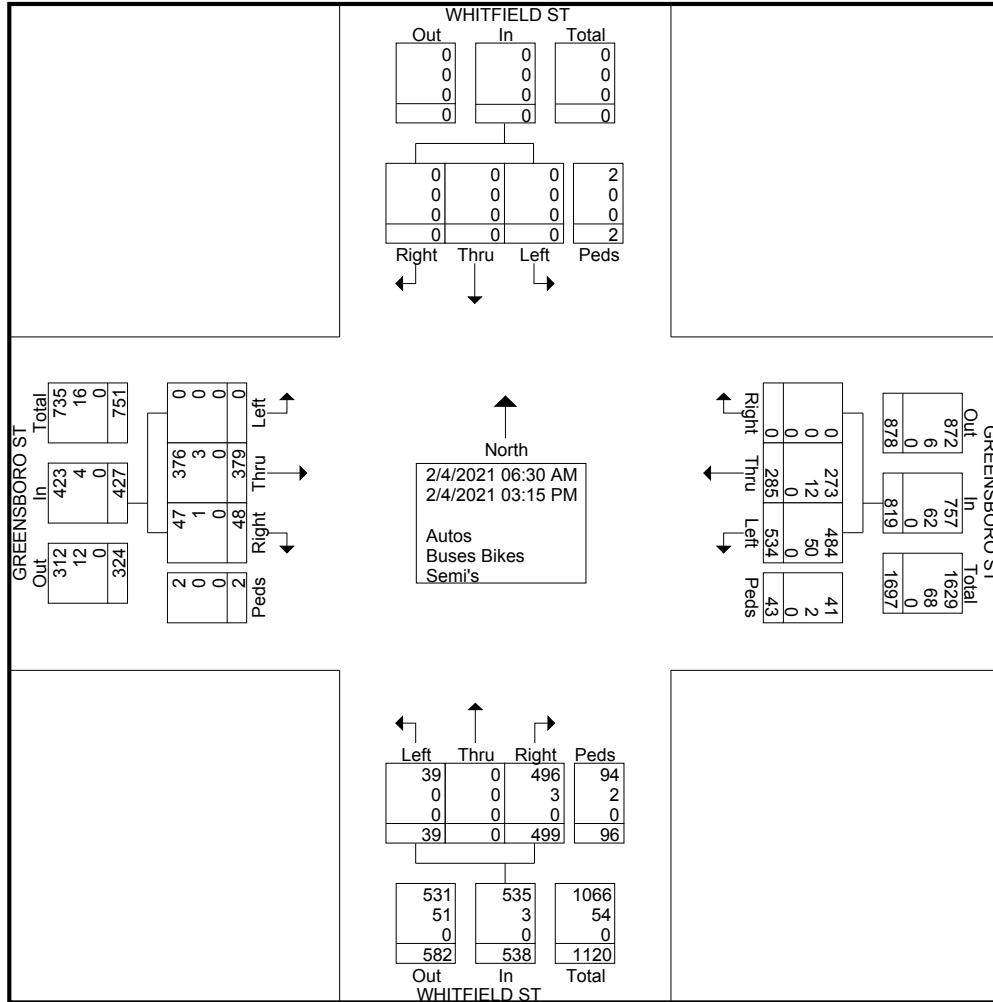 WHITFIELD ST
Out In Total
0 0 0
0 0 0
0 0 0
0 0 0
0 0 0 2
0 0 0 0
0 0 0 0
0 0 0 2
Right Thru Left Peds
GREENSBORO ST
Total In Out
735 16 0 751
423 4 0 427
312 12 0 324
0 0 0 0 Left
376 3 0 379 Thru
47 1 0 48 Right
2 0 0 2 Peds
North
2/4/2021 06:30 AM
2/4/2021 03:15 PM
Autos
Buses Bikes
Semi's
Right 0 0 0 0
Thru 273 12 0 285
Left 484 50 0 534
Peds 41 2 0 43
GREENSBORO ST
Out In Total
872 6 0 878
757 62 0 819
1629 68 0 1697
Left Thru Right Peds
39 0 496 94
0 0 3 2
0 0 0 0
39 0 499 96
531 535 1066
51 3 54
0 0 0
582 538 1120
Out In Total
WHITFIELD ST